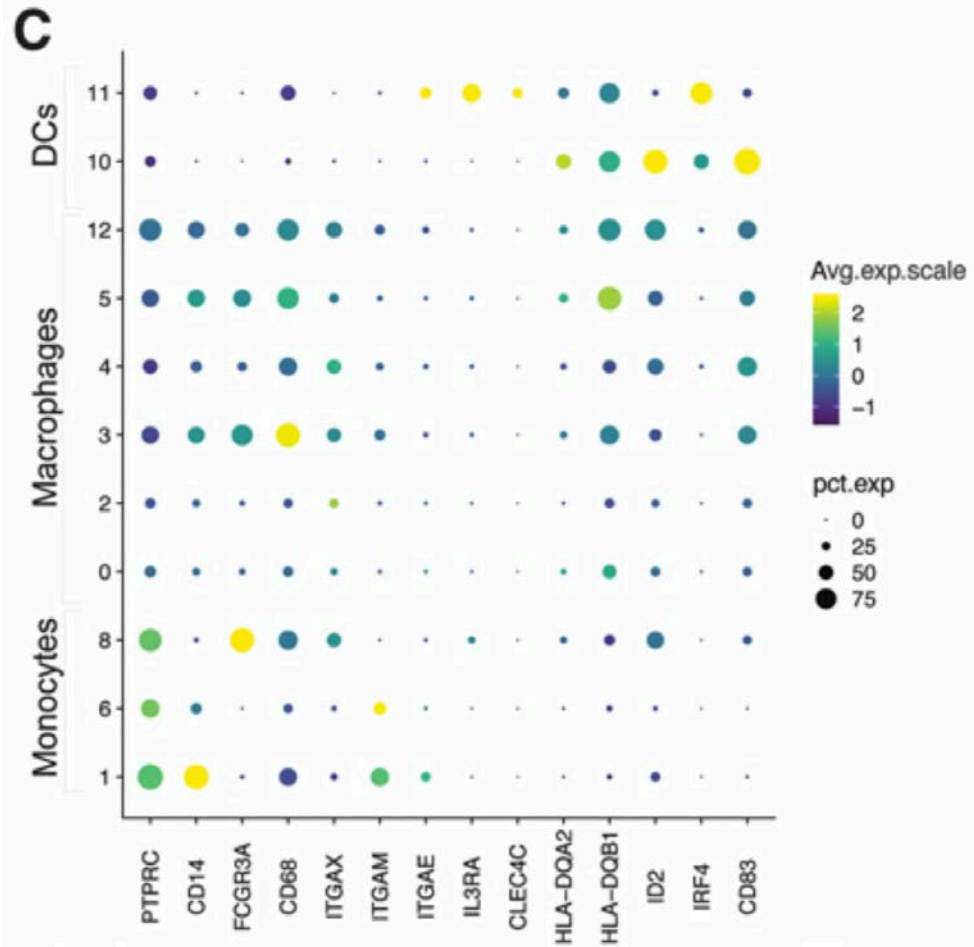 C
DCs
11
10
Macrophages
12
5
4
3
2
0
Monocytes
8
6
1
PTPRC
CD14
FCGR3A
CD68
ITGAX
ITGAM
ITGAE
IL3RA
CLEC4C
HLA-DQA2
HLA-DQB1
ID2
IRF4
CD83
Avg.exp.scale
2
1
0
−1
pct.exp
0
25
50
75